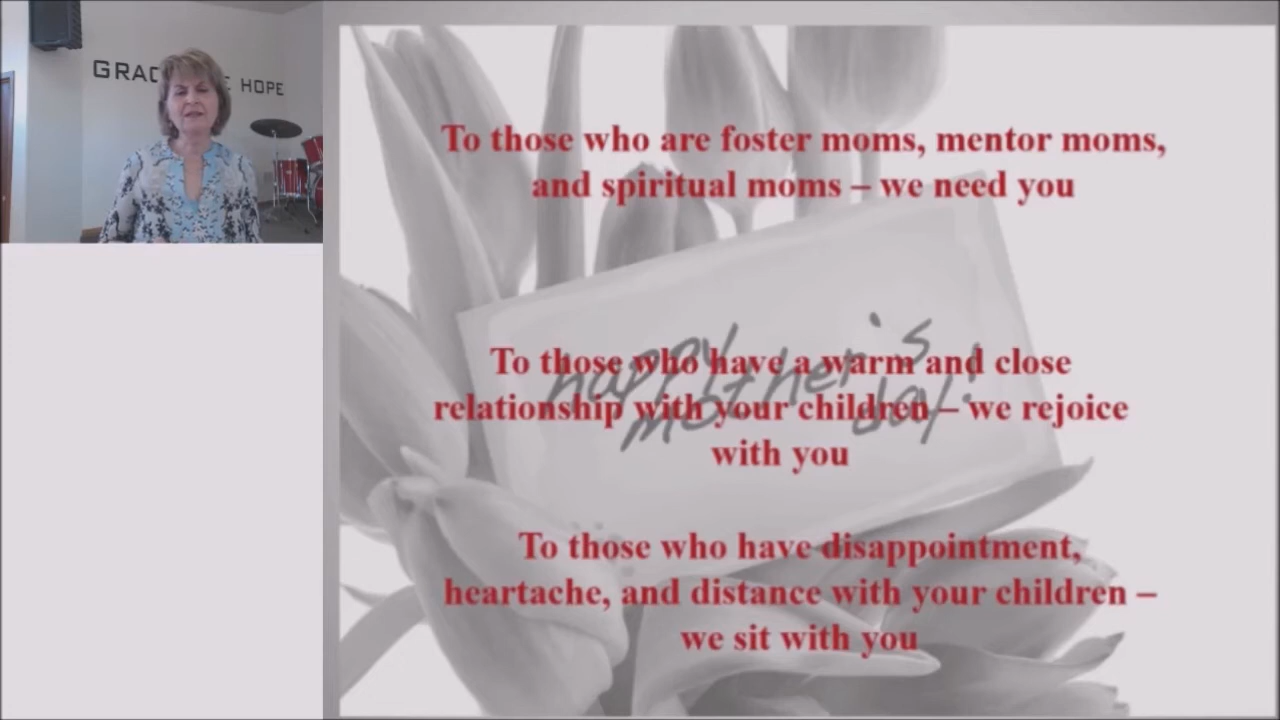 GRAC HOPE
To those who are foster moms, mentor moms,
and spiritual moms – we need you
To those who have a warm and close
relationship with your children – we rejoice
with you
happy
mother's
day!
To those who have disappointment,
heartache, and distance with your children –
we sit with you